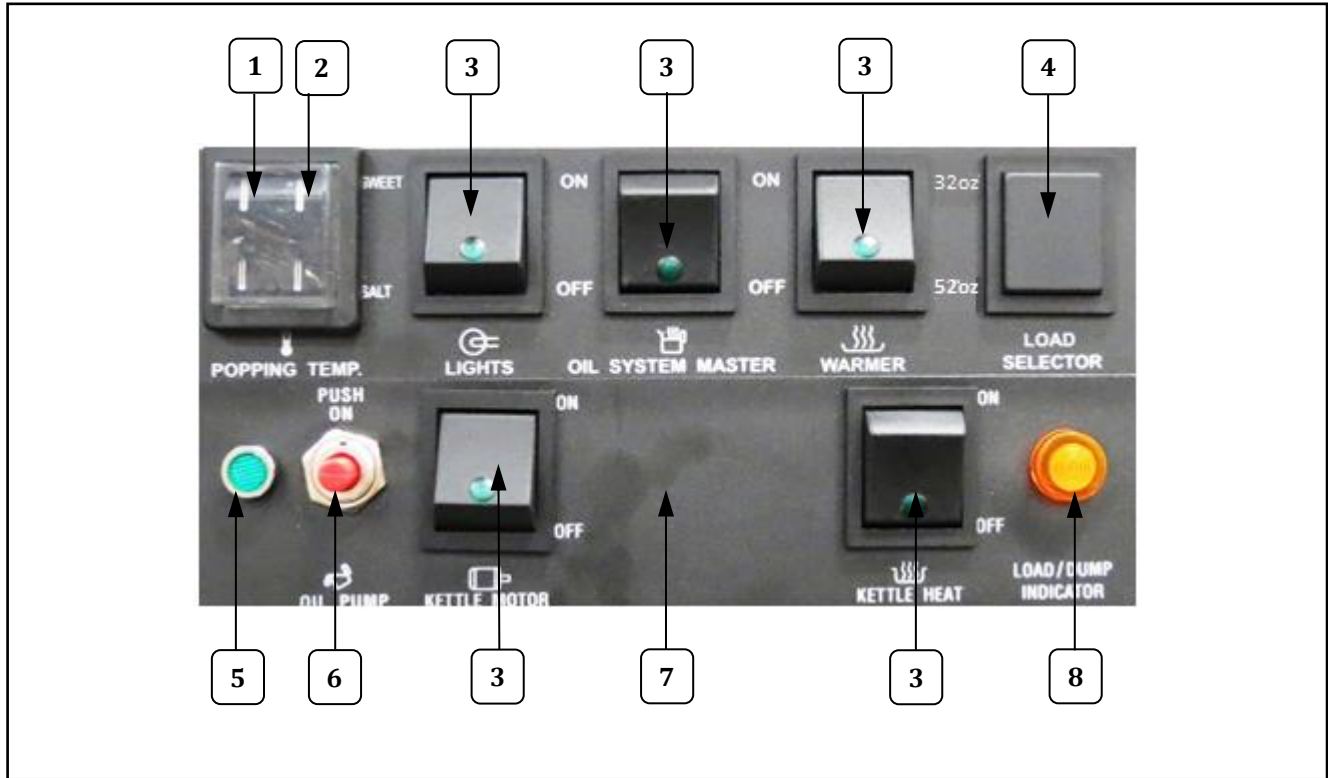 1 2 3 3 3 4
SWEET ON ON 32oz
SALT OFF OFF 52oz
POPPING TEMP. LIGHTS OIL SYSTEM MASTER WARMER LOAD
SELECTOR
PUSH
ON
ON ON
OFF OFF
OIL PUMP KETTLE MOTOR KETTLE HEAT LOAD/DUMP
INDICATOR
5 6 3 7 3 8